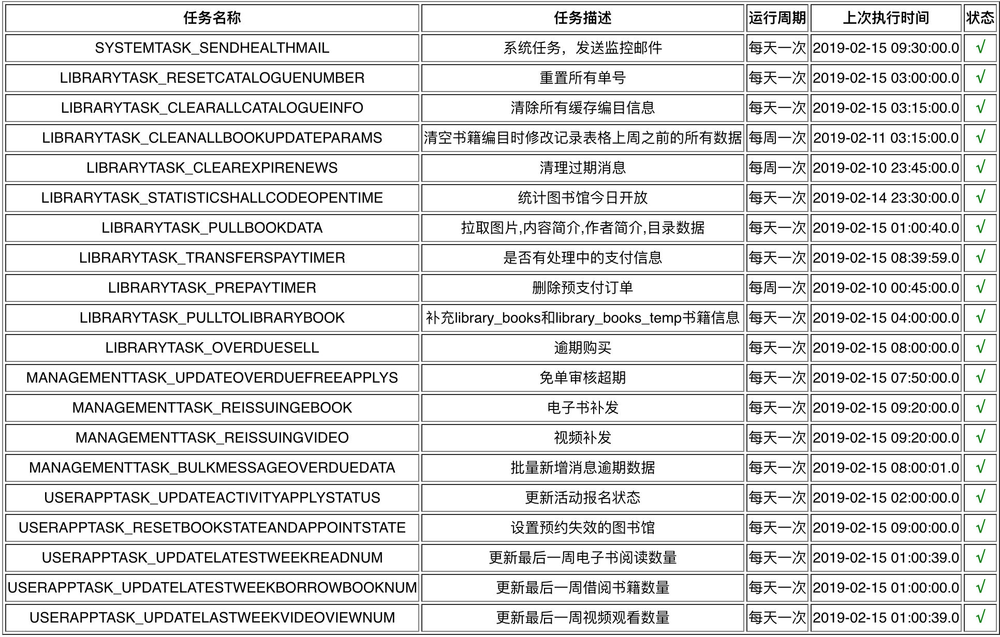 任务名称 任务描述 运行周期 上次执行时间 状态
SYSTEMTASK_SENDHEALTHMAIL 系统任务，发送监控邮件 每天一次 2019-02-15 09:30:00.0 √
LIBRARYTASK_RESETCATALOGUENUMBER 重置所有单号 每天一次 2019-02-15 03:00:00.0 √
LIBRARYTASK_CLEARALLCATALOGUEINFO 清除所有缓存编目信息 每天一次 2019-02-15 03:15:00.0 √
LIBRARYTASK_CLEANALLBOOKUPDATEPARAMS 清空书籍编目时修改记录表格上周之前的所有数据 每周一次 2019-02-11 03:15:00.0 √
LIBRARYTASK_CLEAREXPIRENEWS 清理过期消息 每周一次 2019-02-10 23:45:00.0 √
LIBRARYTASK_STATISTICSHALLCODEOPENTIME 统计图书馆今日开放 每天一次 2019-02-14 23:30:00.0 √
LIBRARYTASK_PULLBOOKDATA 拉取图片,内容简介,作者简介,目录数据 每天一次 2019-02-15 01:00:40.0 √
LIBRARYTASK_TRANSFERSPAYTIMER 是否有处理中的支付信息 每天一次 2019-02-15 08:39:59.0 √
LIBRARYTASK_PREPAYTIMER 删除预支付订单 每周一次 2019-02-10 00:45:00.0 √
LIBRARYTASK_PULLTOLIBRARYBOOK 补充library_books和library_books_temp书籍信息 每天一次 2019-02-15 04:00:00.0 √
LIBRARYTASK_OVERDUESELL 逾期购买 每天一次 2019-02-15 08:00:00.0 √
MANAGEMENTTASK_UPDATEOVERDUEFREEAPPLYS 免单审核超期 每天一次 2019-02-15 07:50:00.0 √
MANAGEMENTTASK_REISSUINGEBOOK 电子书补发 每天一次 2019-02-15 09:20:00.0 √
MANAGEMENTTASK_REISSUINGVIDEO 视频补发 每天一次 2019-02-15 09:20:00.0 √
MANAGEMENTTASK_BULKMESSAGEOVERDUEDATA 批量新增消息逾期数据 每天一次 2019-02-15 08:00:01.0 √
USERAPPTASK_UPDATEACTIVITYAPPLYSTATUS 更新活动报名状态 每天一次 2019-02-15 02:00:00.0 √
USERAPPTASK_RESETBOOKSTATEANDAPPOINTSTATE 设置预约失效的图书馆 每天一次 2019-02-15 09:00:00.0 √
USERAPPTASK_UPDATELATESTWEEKREADNUM 更新最后一周电子书阅读数量 每天一次 2019-02-15 01:00:39.0 √
USERAPPTASK_UPDATELATESTWEEKBORROWBOOKNUM 更新最后一周借阅书籍数量 每天一次 2019-02-15 01:00:00.0 √
USERAPPTASK_UPDATELASTWEEKVIDEOVIEWNUM 更新最后一周视频观看数量 每天一次 2019-02-15 01:00:39.0 √